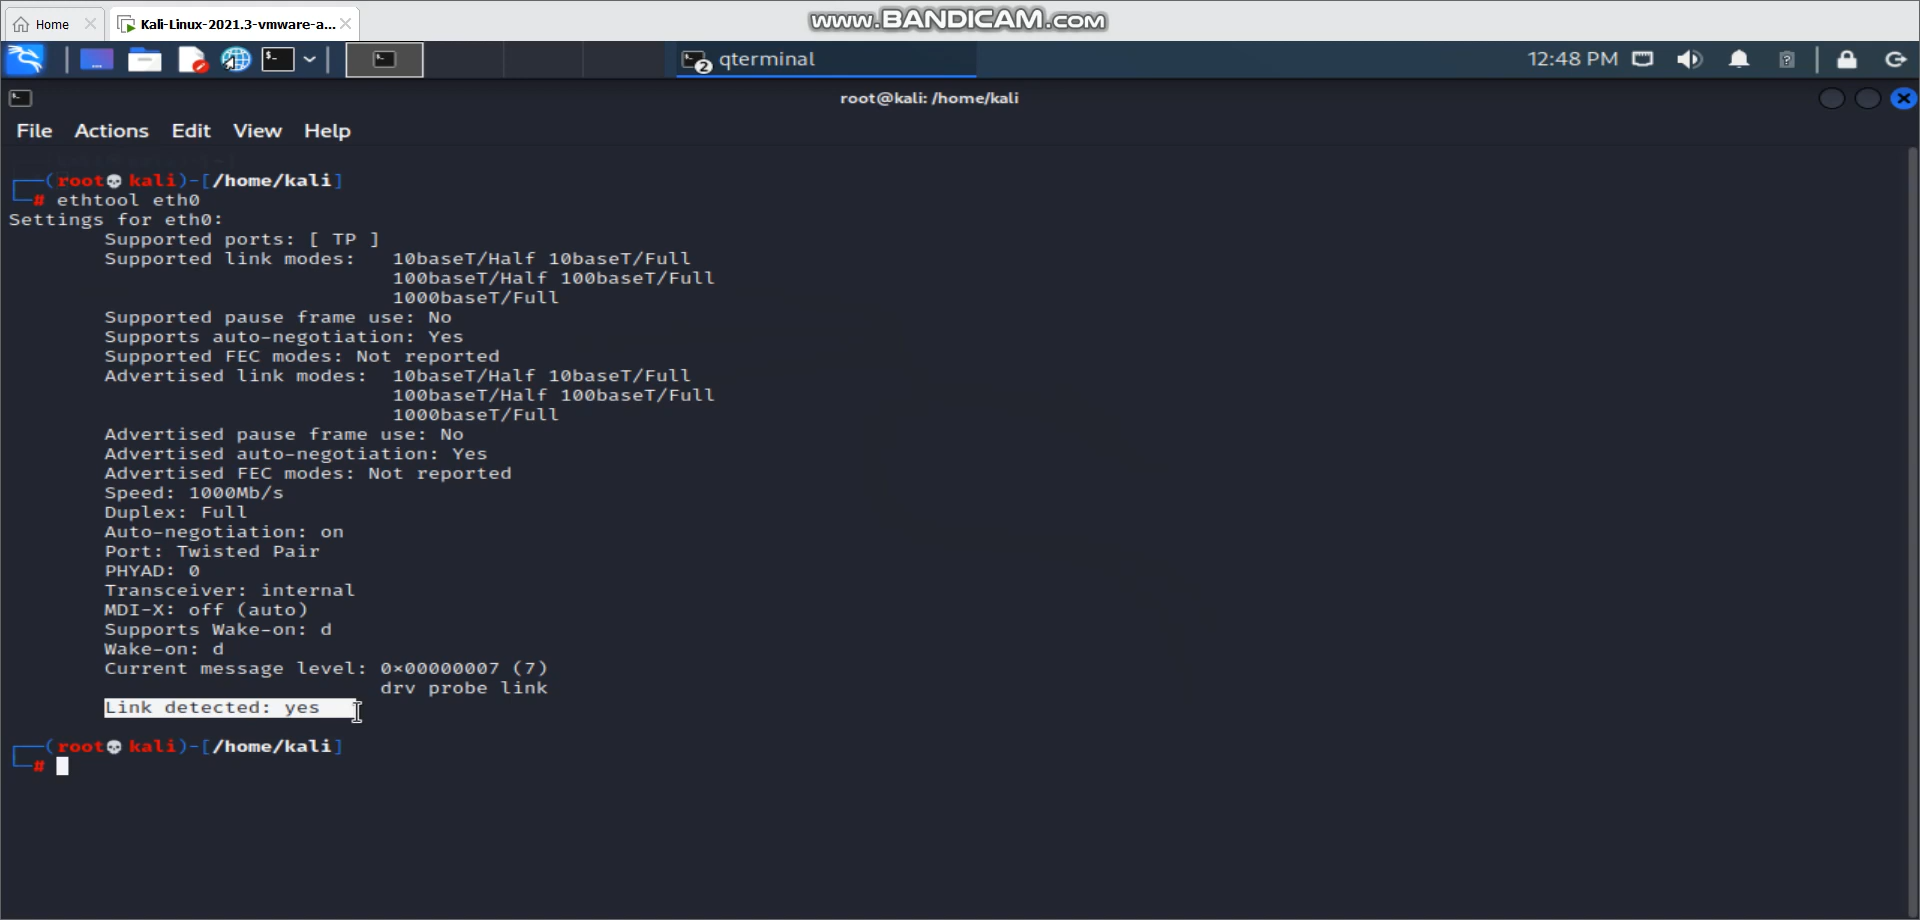 Home
Kali-Linux-2021.3-vmware-a...
www.BANDICAM.com
qterminal
12:48 PM
root@kali: /home/kali
File Actions Edit View Help
(root💀kali)-[/home/kali]
# ethtool eth0
Settings for eth0:
Supported ports: [ TP ]
Supported link modes: 10baseT/Half 10baseT/Full
100baseT/Half 100baseT/Full
1000baseT/Full
Supported pause frame use: No
Supports auto-negotiation: Yes
Supported FEC modes: Not reported
Advertised link modes: 10baseT/Half 10baseT/Full
100baseT/Half 100baseT/Full
1000baseT/Full
Advertised pause frame use: No
Advertised auto-negotiation: Yes
Advertised FEC modes: Not reported
Speed: 1000Mb/s
Duplex: Full
Auto-negotiation: on
Port: Twisted Pair
PHYAD: 0
Transceiver: internal
MDI-X: off (auto)
Supports Wake-on: d
Wake-on: d
Current message level: 0×00000007 (7)
drv probe link
Link detected: yes
(root💀kali)-[/home/kali]
#